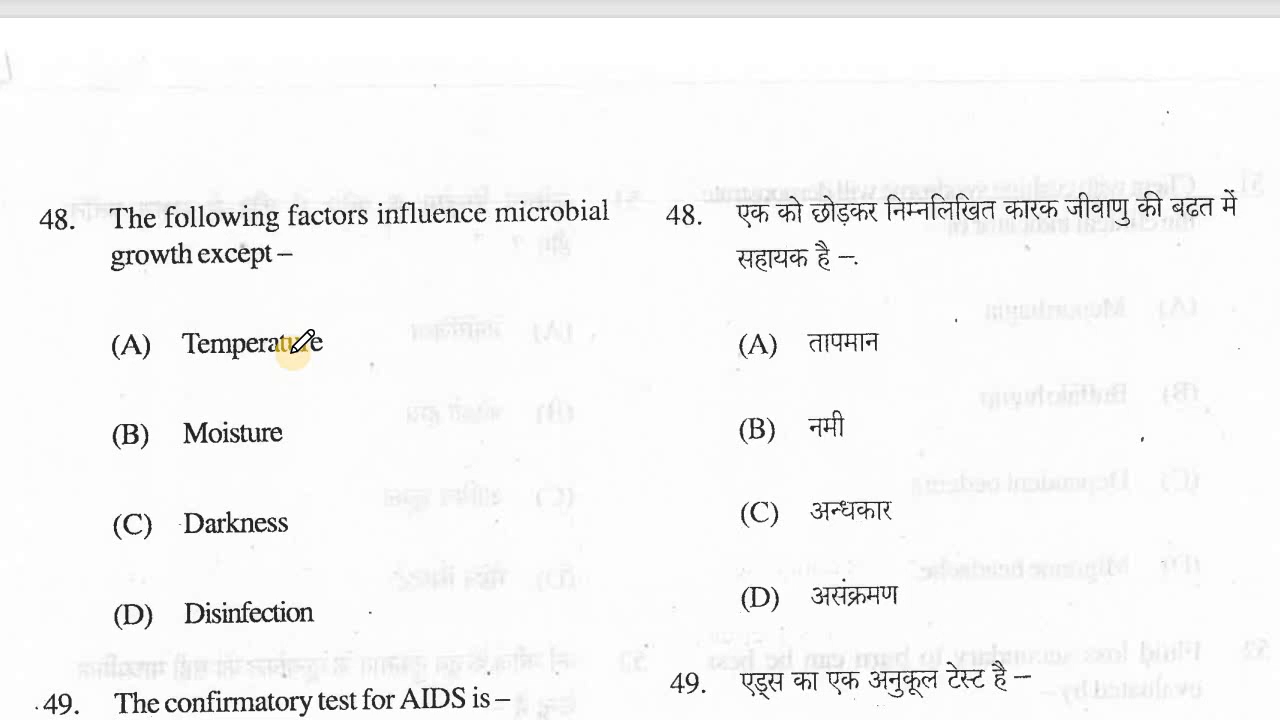 48. The following factors influence microbial
growth except –
(A) Temperature
(B) Moisture
(C) Darkness
(D) Disinfection
49. The confirmatory test for AIDS is –
48. एक को छोड़कर निम्नलिखित कारक जीवाणु की बढत में
सहायक है –.
(A) तापमान
(B) नमी
(C) अन्धकार
(D) असंक्रमण
49. एड्स का एक अनुकूल टेस्ट है –